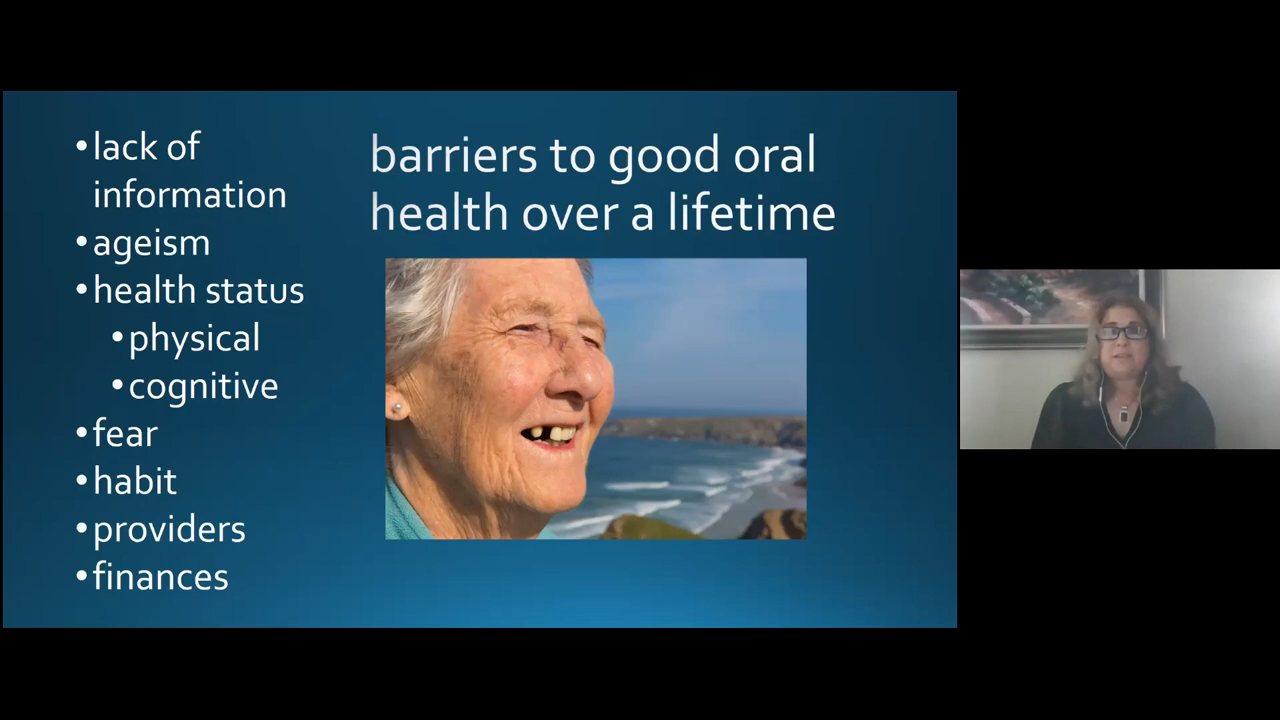 barriers to good oral
health over a lifetime
•lack of
information
•ageism
•health status
•physical
•cognitive
•fear
•habit
•providers
•finances